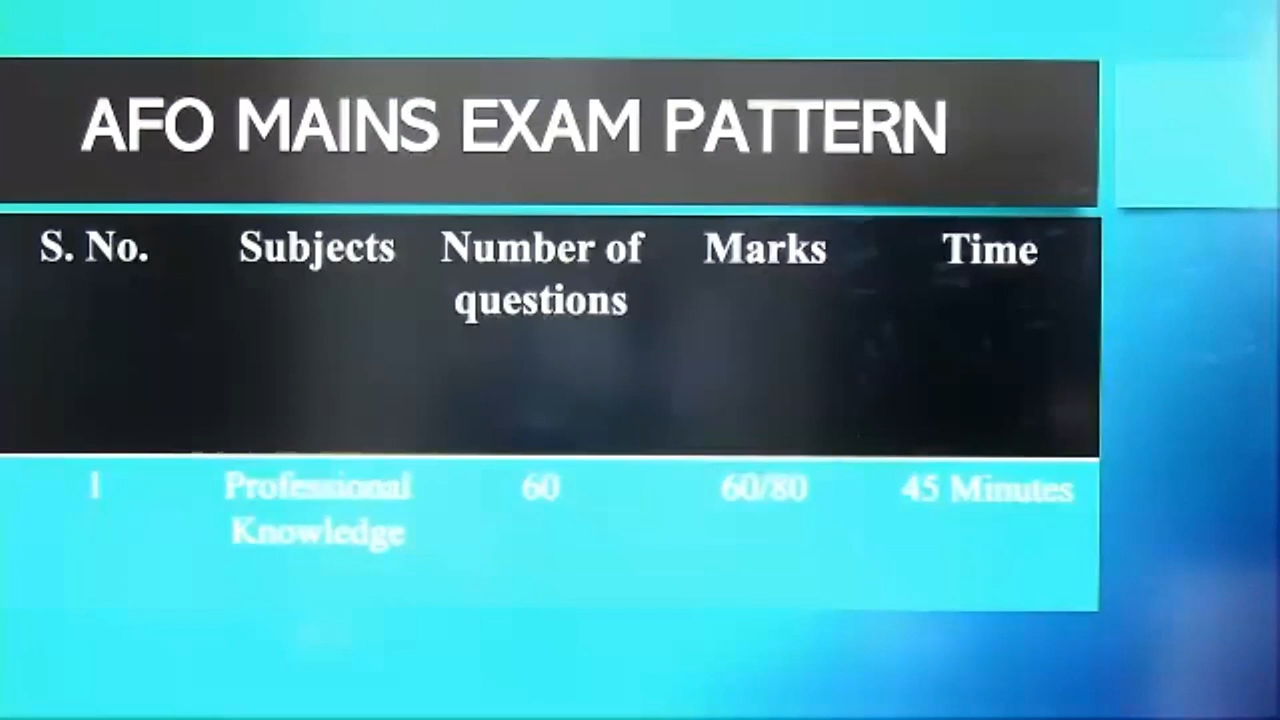 AFO MAINS EXAM PATTERN
S. No. Subjects Number of questions Marks Time
1 Professional Knowledge 60 60/80 45 Minutes